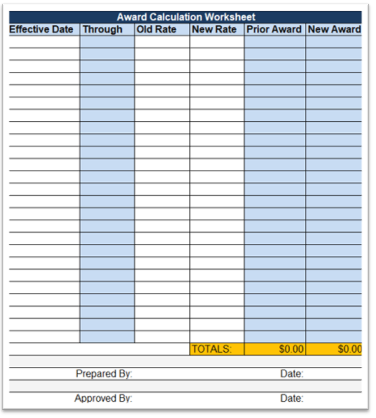 Award Calculation Worksheet
Effective Date Through Old Rate New Rate Prior Award New Award
TOTALS: $0.00 $0.00
Prepared By: Date:
Approved By: Date: